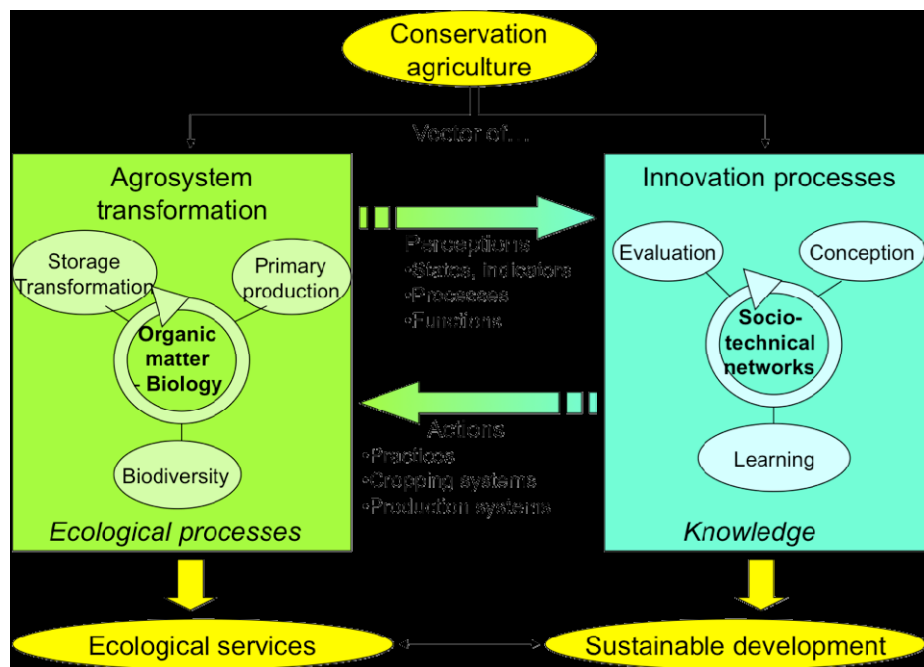 Conservation
agriculture
Vector of...
Agrosystem
transformation
Storage
Transformation
Primary
production
Organic
matter
- Biology
Biodiversity
Ecological processes
Perceptions
•States, Indicators
•Processes
•Functions
Actions
•Practices
•Cropping systems
•Production systems
Innovation processes
Evaluation
Conception
Socio-
technical
networks
Learning
Knowledge
Ecological services
Sustainable development